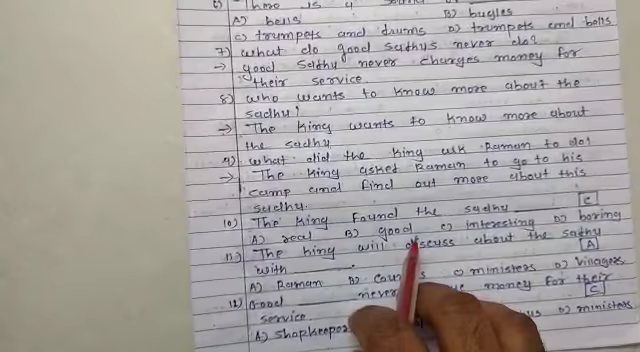 6) There is a sound of
A) bells B) bugles
c) trumpets and drums D) trumpets and bells
7) what do good sadhus never do?
→ good sadhu never charges money for
their service.
8) who wants to know more about the
sadhu?
→ The king wants to know more about
the sadhu
9) what did the king ask Raman to do?
→ The king asked Raman to go to his
camp and find out more about this
sadhu.
10) The king found the sadhu C
A) real B) good c) interesting D) boring
11) The king will discuss about the sadhy
with A
A) Raman B) c) ministers D) villagers
12) Good never money for their
service. C
A) shopkeeper D) ministers